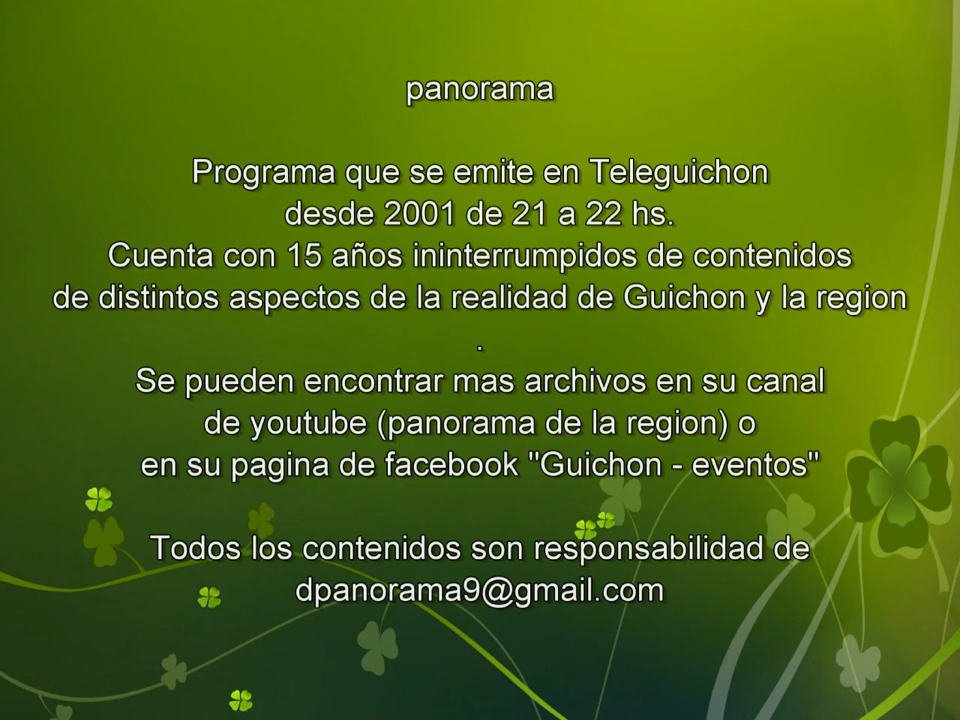 panorama
Programa que se emite en Teleguichon
desde 2001 de 21 a 22 hs.
Cuenta con 15 años ininterrumpidos de contenidos
de distintos aspectos de la realidad de Guichon y la region
.
Se pueden encontrar mas archivos en su canal
de youtube (panorama de la region) o
en su pagina de facebook "Guichon - eventos"
Todos los contenidos son responsabilidad de
dpanorama9@gmail.com